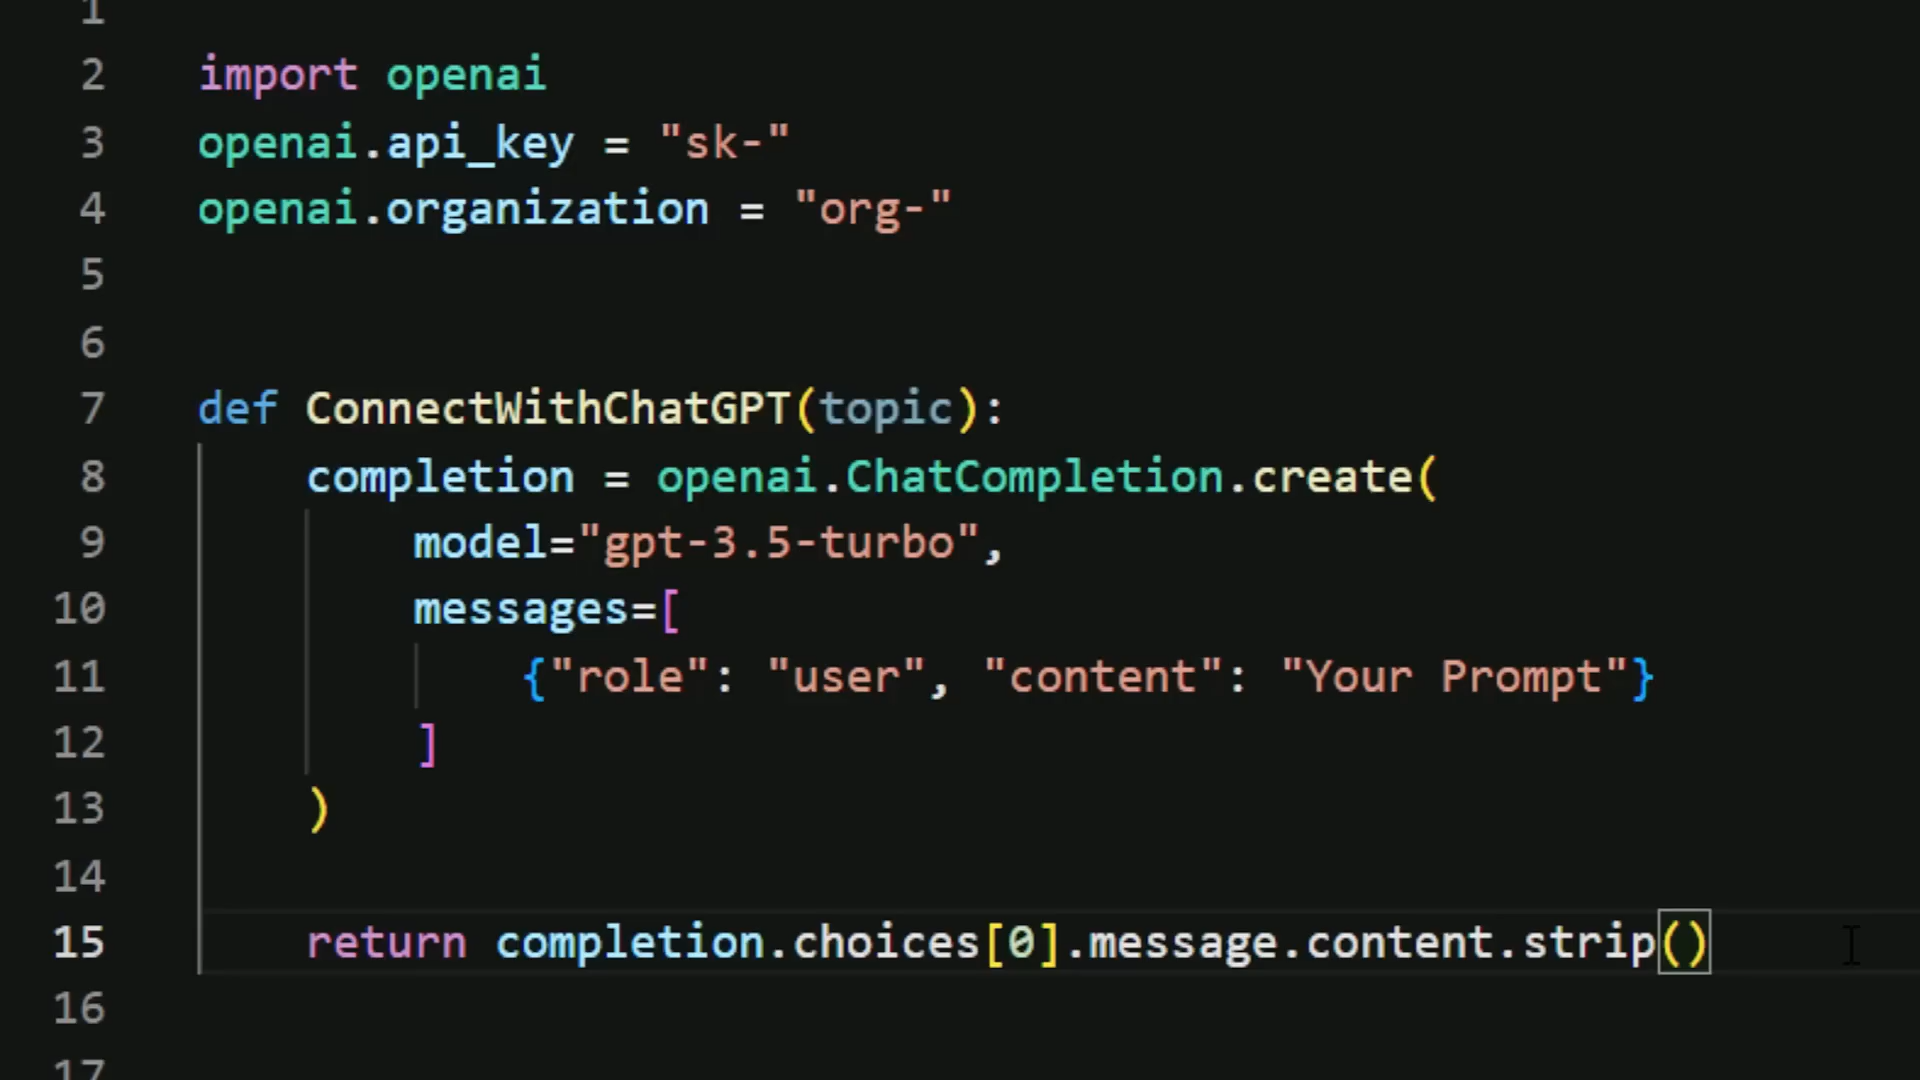 1
2 import openai
3 openai.api_key = "sk-"
4 openai.organization = "org-"
5
6
7 def ConnectWithChatGPT(topic):
8     completion = openai.ChatCompletion.create(
9         model="gpt-3.5-turbo",
10         messages=[
11             {"role": "user", "content": "Your Prompt"}
12         ]
13     )
14
15     return completion.choices[0].message.content.strip()
16
17